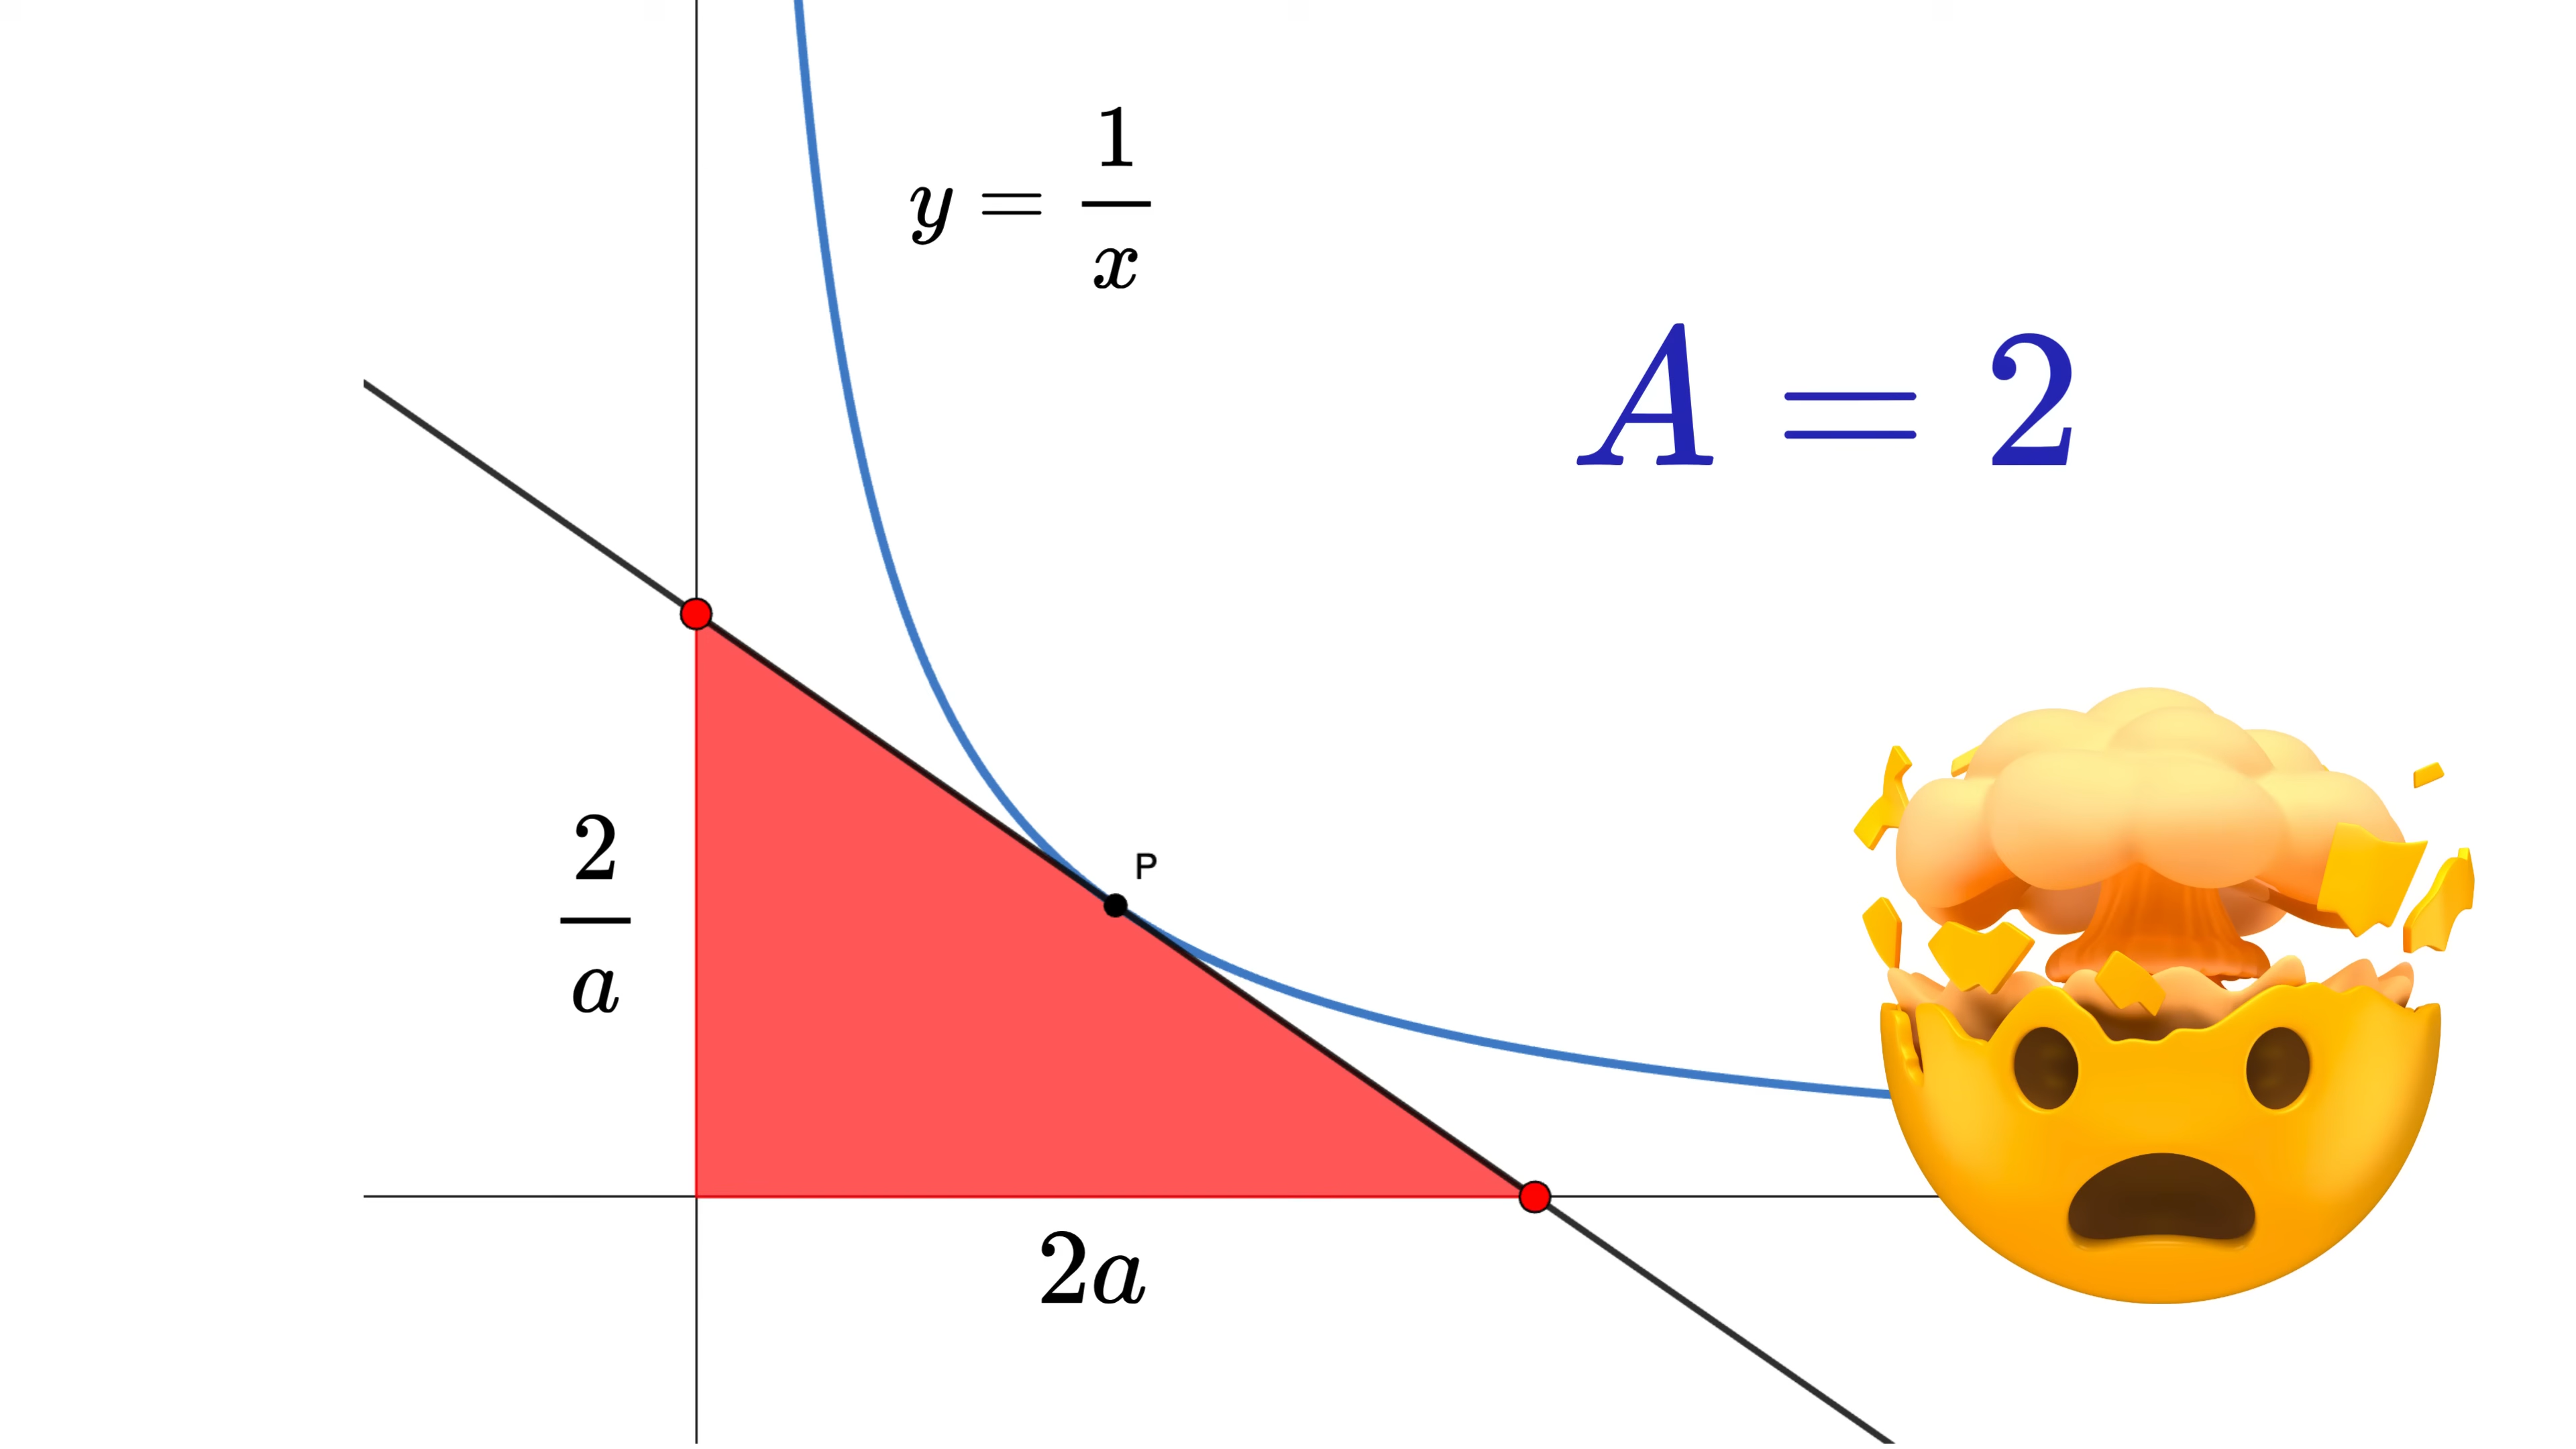 y = 1/x
A = 2
P
2/a
2a